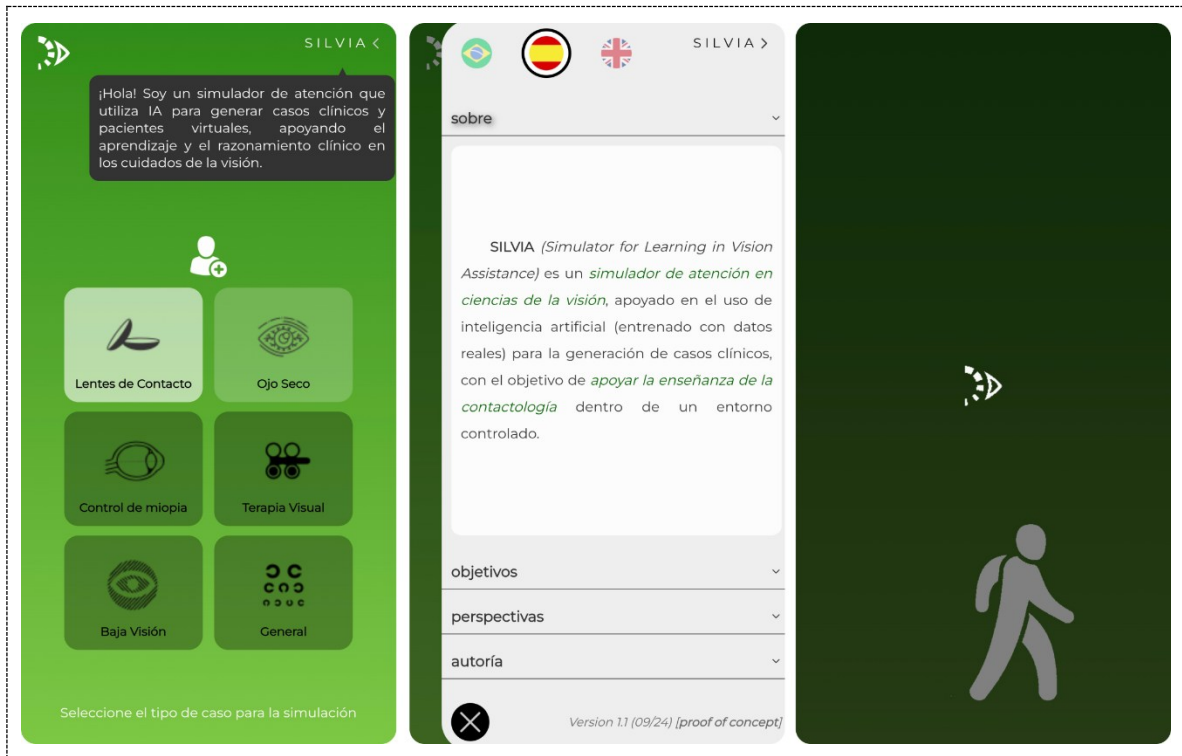 SILVIA <
¡Hola! Soy un simulador de atención que
utiliza IA para generar casos clínicos y
pacientes virtuales, apoyando el
aprendizaje y el razonamiento clínico en
los cuidados de la visión.
Lentes de Contacto
Ojo Seco
Control de miopia
Terapia Visual
Baja Visión
General
Seleccione el tipo de caso para la simulación
SILVIA >
sobre
SILVIA (Simulator for Learning in Vision
Assistance) es un simulador de atención en
ciencias de la visión, apoyado en el uso de
inteligencia artificial (entrenado con datos
reales) para la generación de casos clínicos,
con el objetivo de apoyar la enseñanza de la
contactología dentro de un entorno
controlado.
objetivos
perspectivas
autoría
Version 1.1 (09/24) [proof of concept]